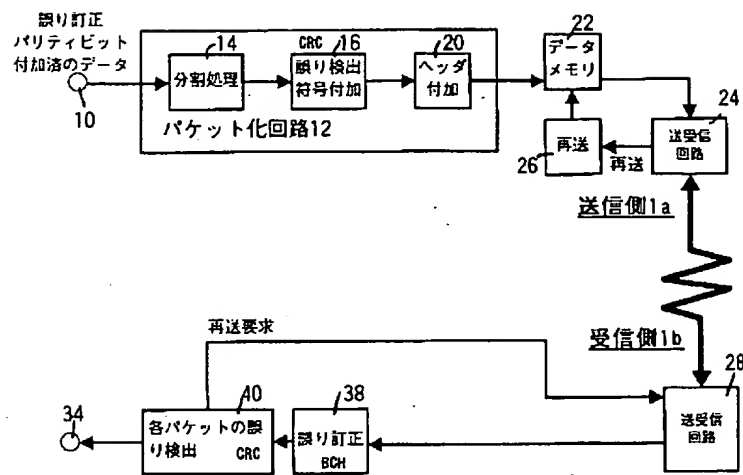 誤り訂正
パリティビット
付加済のデータ
10
14
分割処理
CRC
16
誤り検出
符号付加
20
ヘッダ
付加
パケット化回路12
22
データ
メモリ
26
再送
再送
24
送受信
回路
送信側1a
受信側1b
28
送受信
回路
再送要求
34
40
各パケットの誤
り検出 CRC
38
誤り訂正
BCH